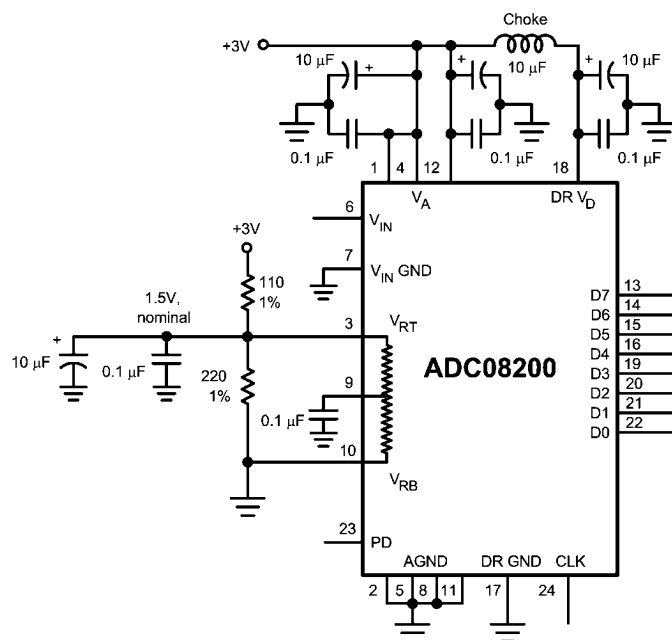 Choke
+3V
10 µF
+
+
10 µF
+
10 µF
0.1 µF
0.1 µF
0.1 µF
1 4 12 18
V_A
DR V_D
6
V_IN
+3V
7
V_IN GND
110
1%
1.5V,
nominal
3
V_RT
+
10 µF
0.1 µF
220
1%
9
0.1 µF
10
V_RB
ADC08200
D7 13
D6 14
D5 15
D4 16
D3 19
D2 20
D1 21
D0 22
23
PD
AGND DR GND CLK
2 5 8 11 17 24